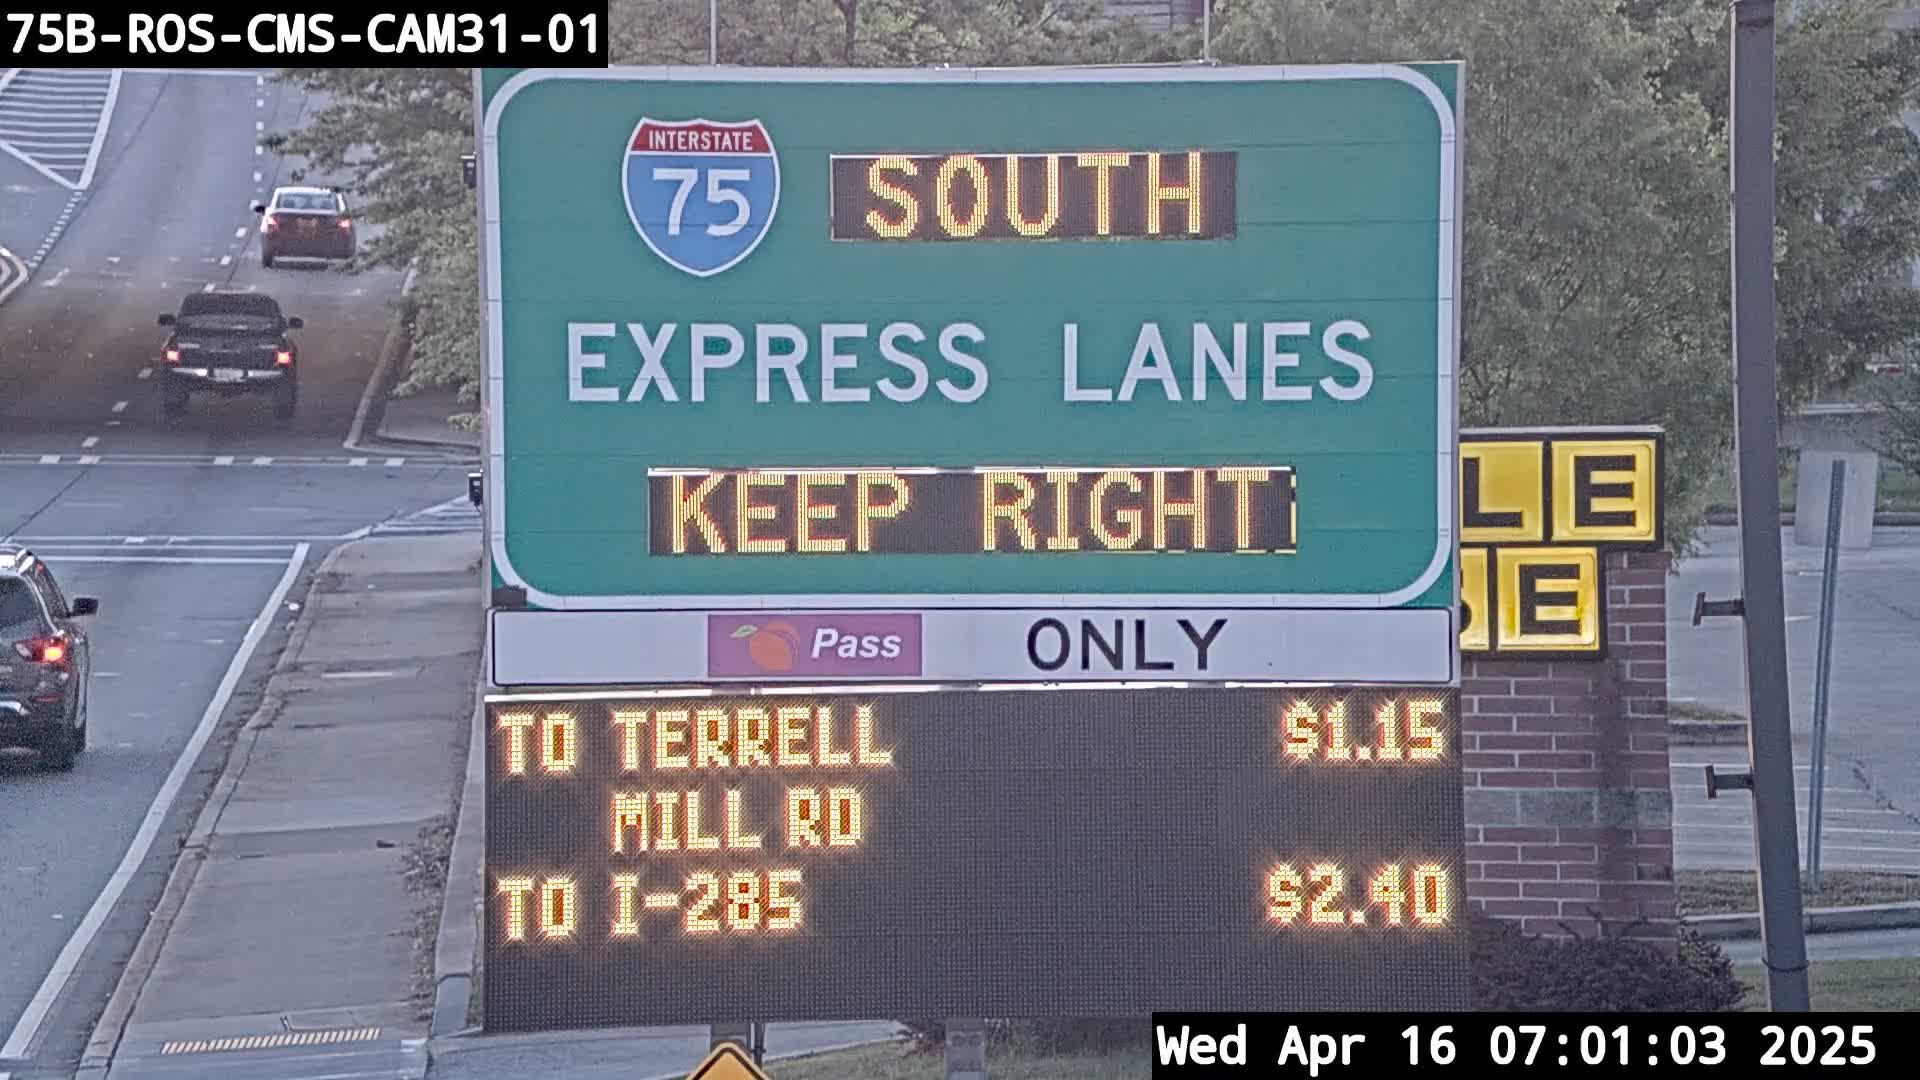 75B-ROS-CMS-CAM31-01
INTERSTATE
75
SOUTH
EXPRESS LANES
KEEP RIGHT
LE
E
Pass ONLY
TO TERRELL $1.15
MILL RD
TO I-285 $2.40
Wed Apr 16 07:01:03 2025